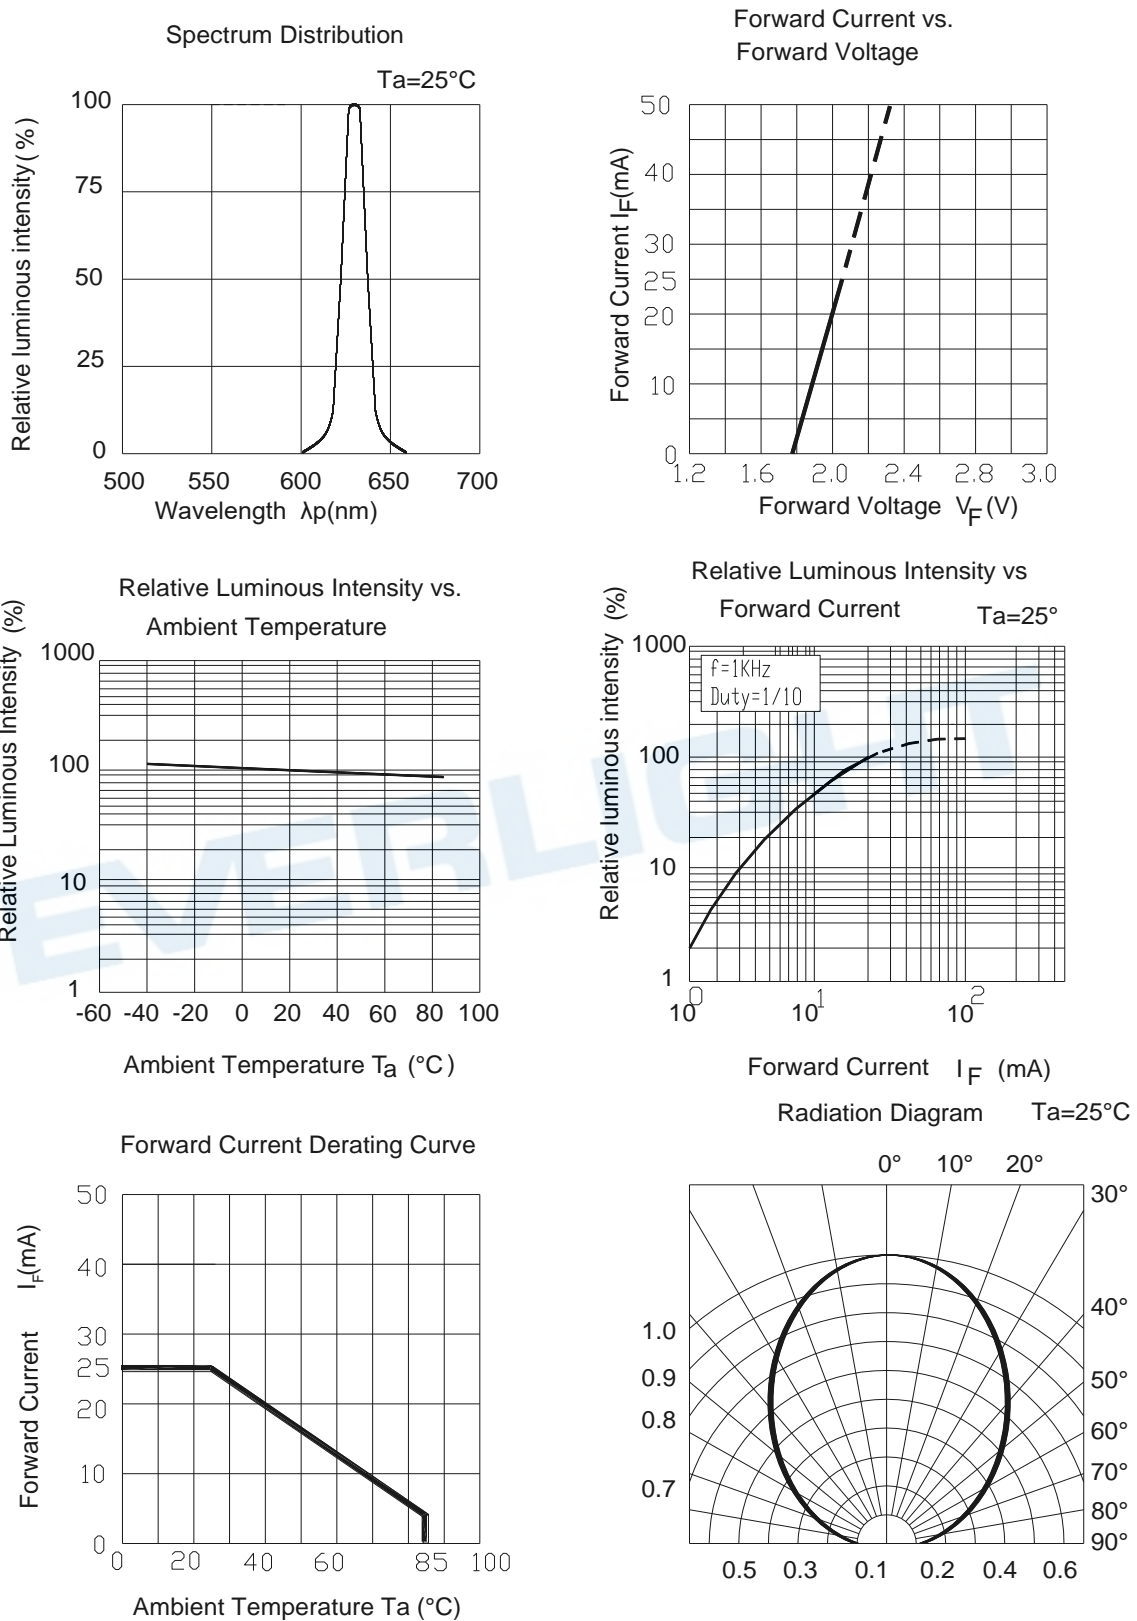 Spectrum Distribution
Ta=25°C
Relative luminous intensity(%)
100
75
50
25
0
500 550 600 650 700
Wavelength λp(nm)
Forward Current vs.
Forward Voltage
Forward Current IF(mA)
50
40
30
25
20
10
0
1.2 1.6 2.0 2.4 2.8 3.0
Forward Voltage VF(V)
Relative Luminous Intensity vs.
Ambient Temperature
Relative Luminous Intensity (%)
1000
100
10
1
-60 -40 -20 0 20 40 60 80 100
Ambient Temperature Ta (°C)
Relative Luminous Intensity vs
Forward Current
Ta=25°
Relative luminous intensity (%)
f=1KHz
Duty=1/10
1000
100
10
1
10⁰ 10¹ 10²
Forward Current IF (mA)
Forward Current Derating Curve
Forward Current IF(mA)
50
40
30
25
20
10
0
0 20 40 60 85 100
Ambient Temperature Ta (°C)
Radiation Diagram
Ta=25°C
0° 10° 20°
30°
40°
50°
60°
70°
80°
90°
1.0
0.9
0.8
0.7
0.5 0.3 0.1 0.2 0.4 0.6
EVERLIGHT